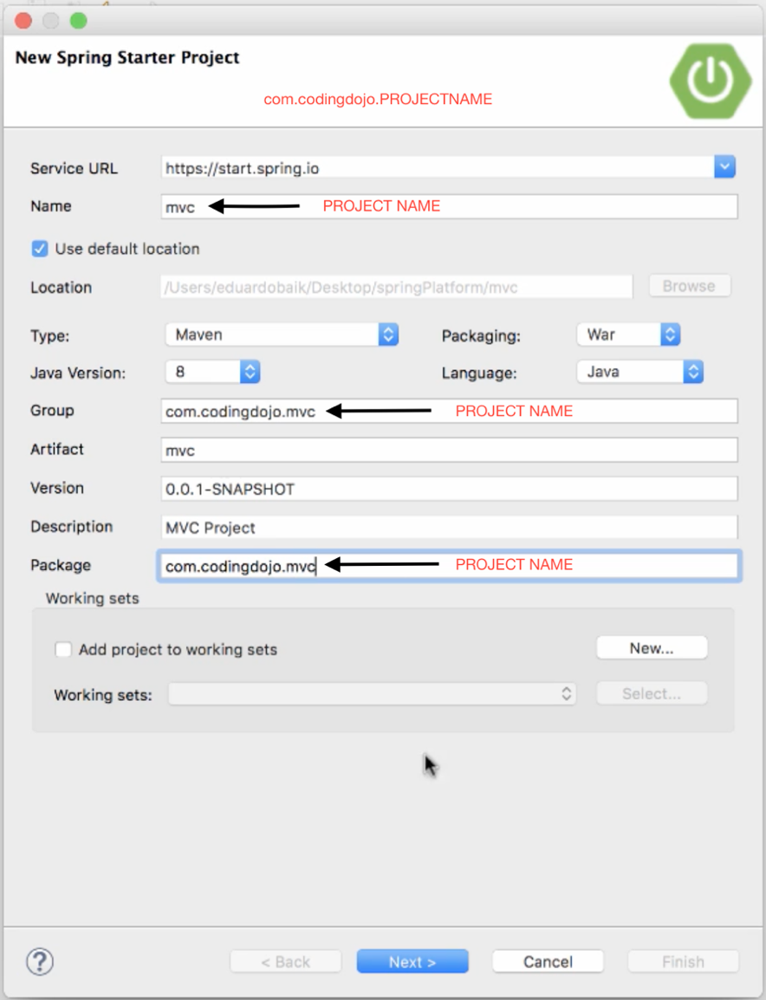 New Spring Starter Project
com.codingdojo.PROJECTNAME
Service URL https://start.spring.io
Name mvc PROJECT NAME
Use default location
Location /Users/eduardobaik/Desktop/springPlatform/mvc Browse
Type: Maven Packaging: War
Java Version: 8 Language: Java
Group com.codingdojo.mvc PROJECT NAME
Artifact mvc
Version 0.0.1-SNAPSHOT
Description MVC Project
Package com.codingdojo.mvc PROJECT NAME
Working sets
Add project to working sets New...
Working sets: Select...
? < Back Next > Cancel Finish